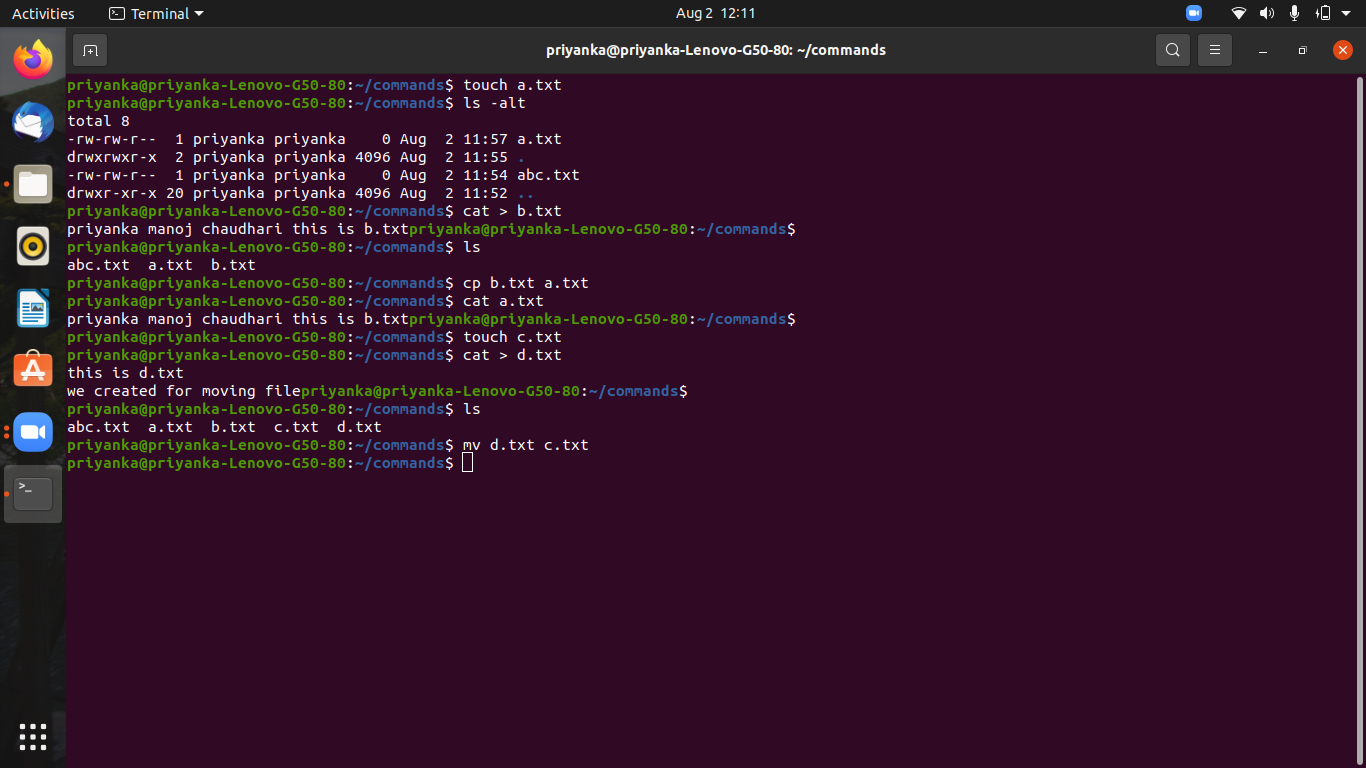 Activities Terminal Aug 2 12:11
priyanka@priyanka-Lenovo-G50-80: ~/commands
priyanka@priyanka-Lenovo-G50-80:~/commands$ touch a.txt
priyanka@priyanka-Lenovo-G50-80:~/commands$ ls -alt
total 8
-rw-rw-r--  1 priyanka priyanka    0 Aug  2 11:57 a.txt
drwxrwxr-x  2 priyanka priyanka 4096 Aug  2 11:55 .
-rw-rw-r--  1 priyanka priyanka    0 Aug  2 11:54 abc.txt
drwxr-xr-x 20 priyanka priyanka 4096 Aug  2 11:52 ..
priyanka@priyanka-Lenovo-G50-80:~/commands$ cat > b.txt
priyanka manoj chaudhari this is b.txtpriyanka@priyanka-Lenovo-G50-80:~/commands$
priyanka@priyanka-Lenovo-G50-80:~/commands$ ls
abc.txt  a.txt  b.txt
priyanka@priyanka-Lenovo-G50-80:~/commands$ cp b.txt a.txt
priyanka@priyanka-Lenovo-G50-80:~/commands$ cat a.txt
priyanka manoj chaudhari this is b.txtpriyanka@priyanka-Lenovo-G50-80:~/commands$
priyanka@priyanka-Lenovo-G50-80:~/commands$ touch c.txt
priyanka@priyanka-Lenovo-G50-80:~/commands$ cat > d.txt
this is d.txt
we created for moving filepriyanka@priyanka-Lenovo-G50-80:~/commands$
priyanka@priyanka-Lenovo-G50-80:~/commands$ ls
abc.txt  a.txt  b.txt  c.txt  d.txt
priyanka@priyanka-Lenovo-G50-80:~/commands$ mv d.txt c.txt
priyanka@priyanka-Lenovo-G50-80:~/commands$